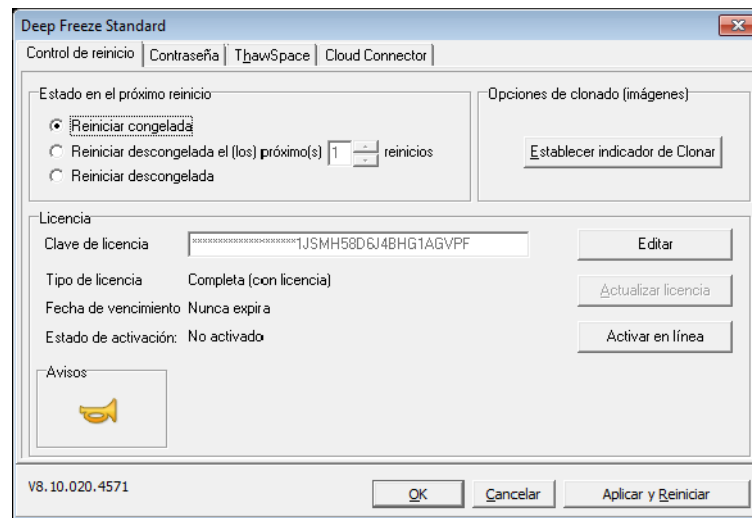 Deep Freeze Standard
Control de reinicio Contraseña ThawSpace Cloud Connector
Estado en el próximo reinicio
Reiniciar congelada
Reiniciar descongelada el (los) próximo(s) 1 reinicios
Reiniciar descongelada
Opciones de clonado (imágenes)
Establecer indicador de Clonar
Licencia
Clave de licencia ********************1JSMH58D6J4BHG1AGVPF Editar
Tipo de licencia Completa (con licencia) Actualizar licencia
Fecha de vencimiento Nunca expira
Estado de activación: No activado Activar en línea
Avisos
V8.10.020.4571 OK Cancelar Aplicar y Reiniciar